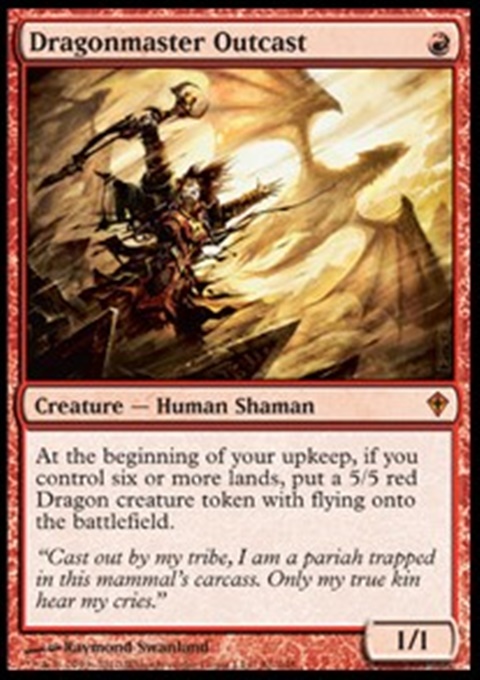 Dragonmaster Outcast
Creature — Human Shaman
At the beginning of your upkeep, if you
control six or more lands, put a 5/5 red
Dragon creature token with flying onto
the battlefield.
“Cast out by my tribe, I am a pariah trapped
in this mammal’s carcass. Only my true kin
hear my cries.”
1/1
Raymond Swanland